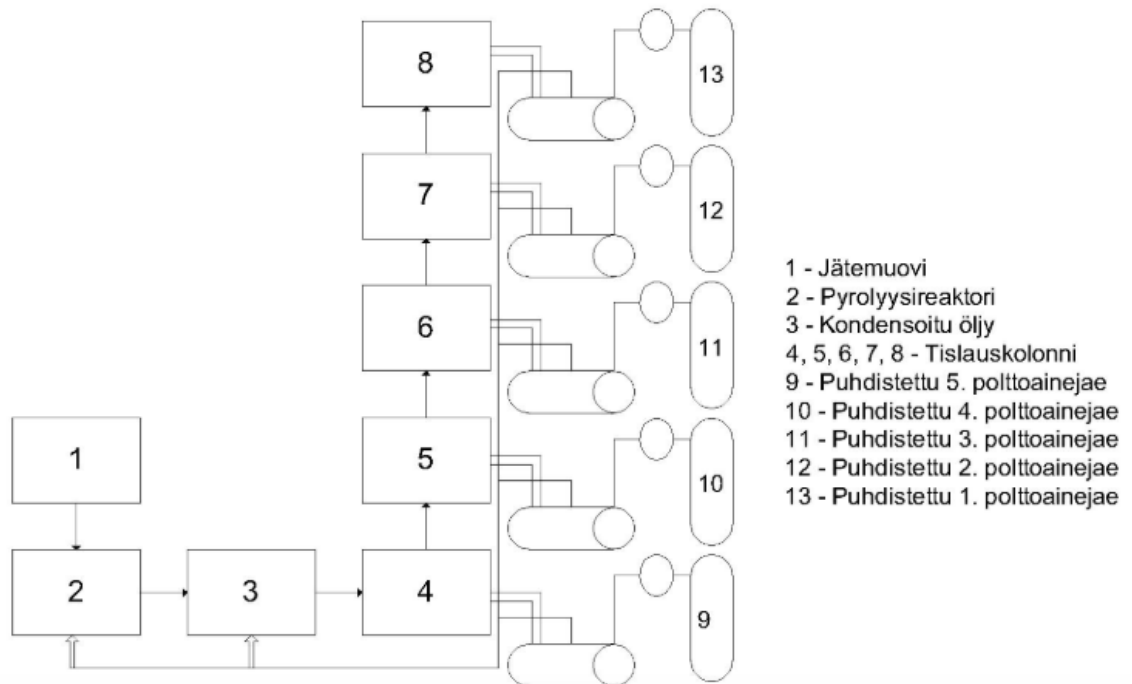 8
13
7
12
6
11
5
10
1
2
3
4
9
1 - Jätemuovi
2 - Pyrolyysireaktori
3 - Kondensoitu öljy
4, 5, 6, 7, 8 - Tislauskolonni
9 - Puhdistettu 5. polttoainejae
10 - Puhdistettu 4. polttoainejae
11 - Puhdistettu 3. polttoainejae
12 - Puhdistettu 2. polttoainejae
13 - Puhdistettu 1. polttoainejae